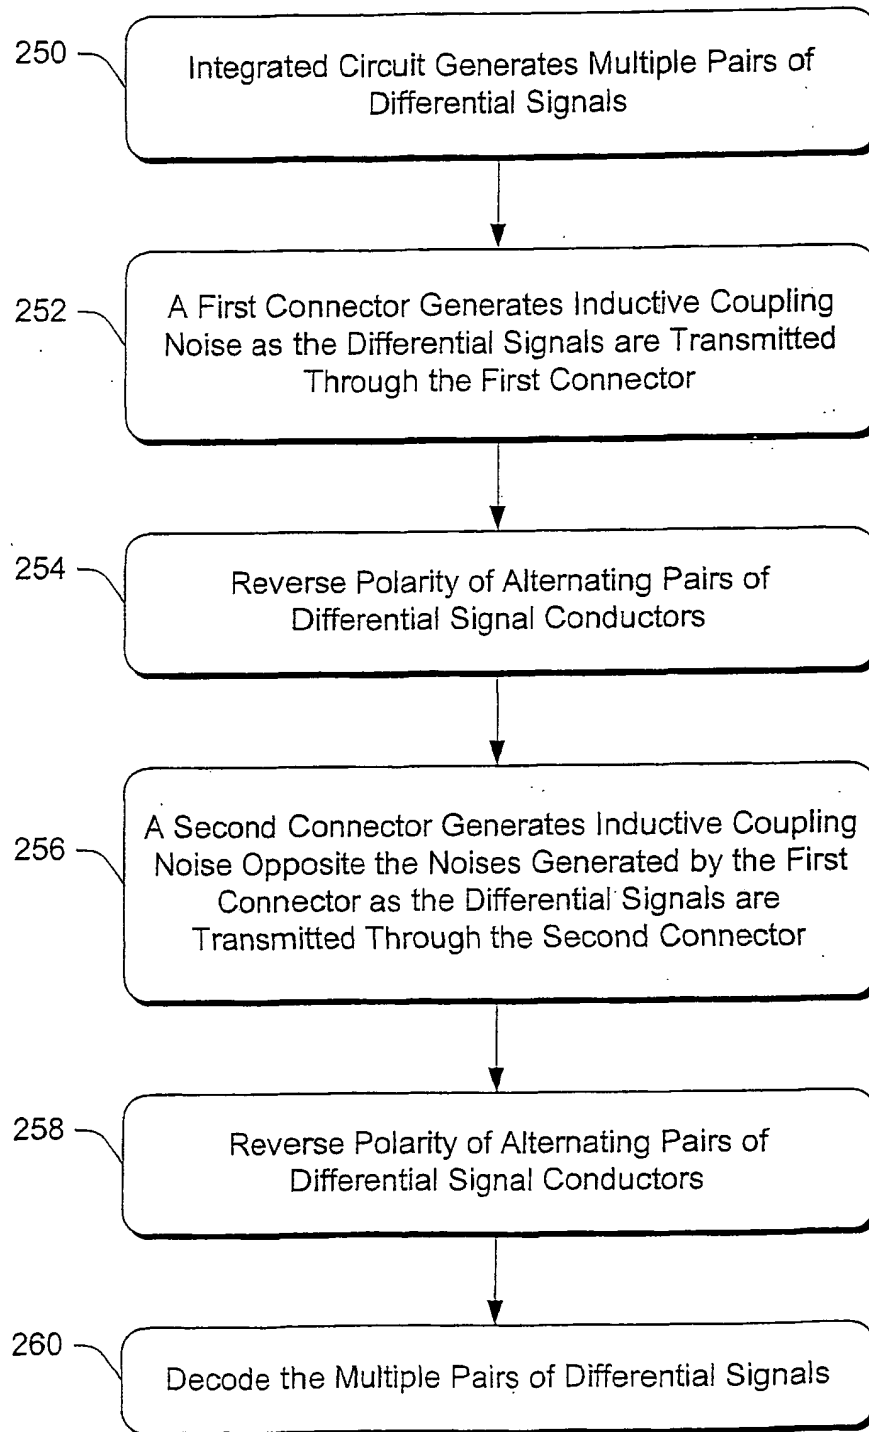 250
Integrated Circuit Generates Multiple Pairs of
Differential Signals
252
A First Connector Generates Inductive Coupling
Noise as the Differential Signals are Transmitted
Through the First Connector
254
Reverse Polarity of Alternating Pairs of
Differential Signal Conductors
256
A Second Connector Generates Inductive Coupling
Noise Opposite the Noises Generated by the First
Connector as the Differential Signals are
Transmitted Through the Second Connector
258
Reverse Polarity of Alternating Pairs of
Differential Signal Conductors
260
Decode the Multiple Pairs of Differential Signals